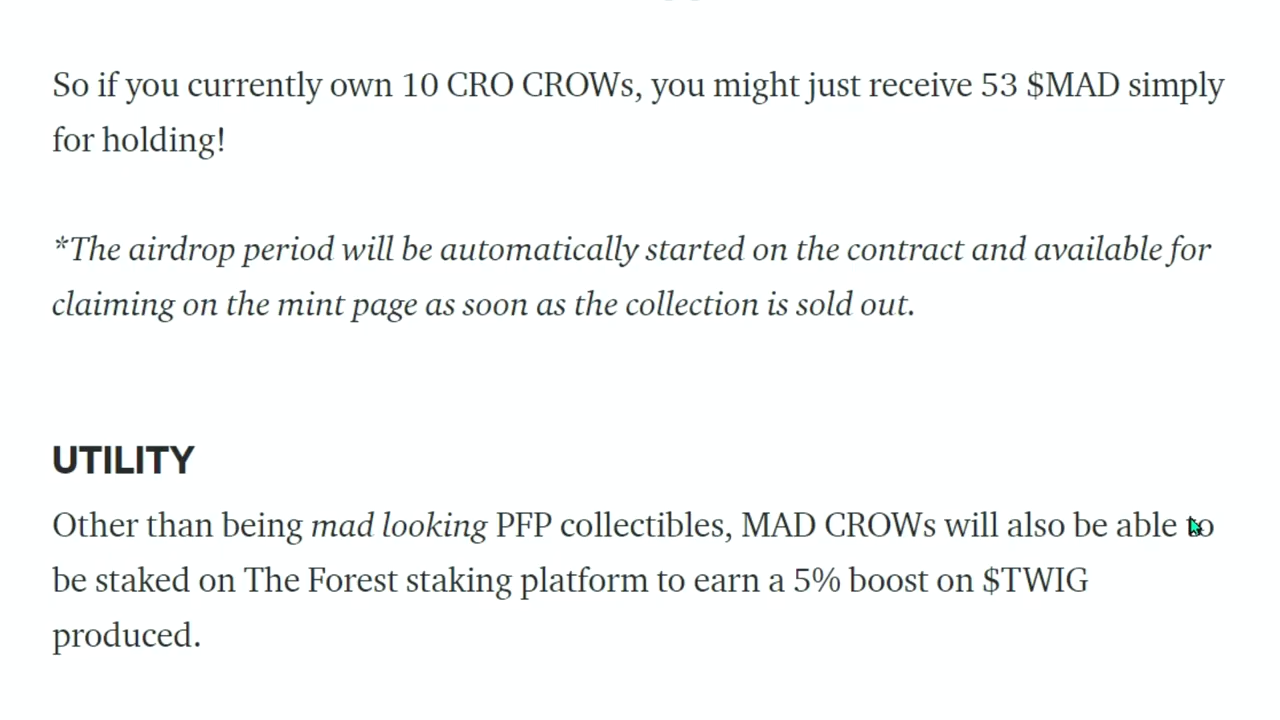 So if you currently own 10 CRO CROWs, you might just receive 53 $MAD simply
for holding!
*The airdrop period will be automatically started on the contract and available for
claiming on the mint page as soon as the collection is sold out.
UTILITY
Other than being mad looking PFP collectibles, MAD CROWs will also be able to
be staked on The Forest staking platform to earn a 5% boost on $TWIG
produced.